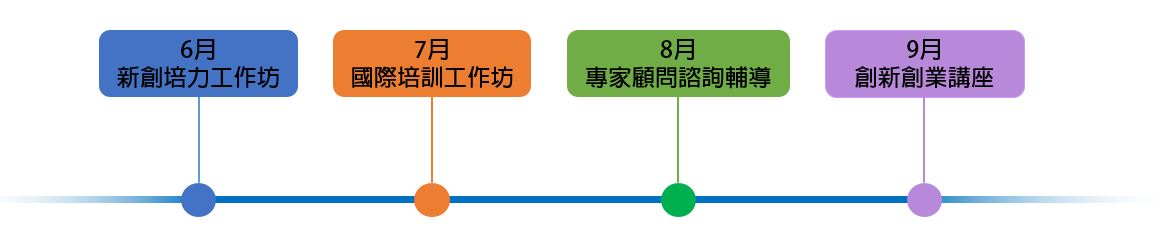 6月
新創培力工作坊
7月
國際培訓工作坊
8月
專家顧問諮詢輔導
9月
創新創業講座